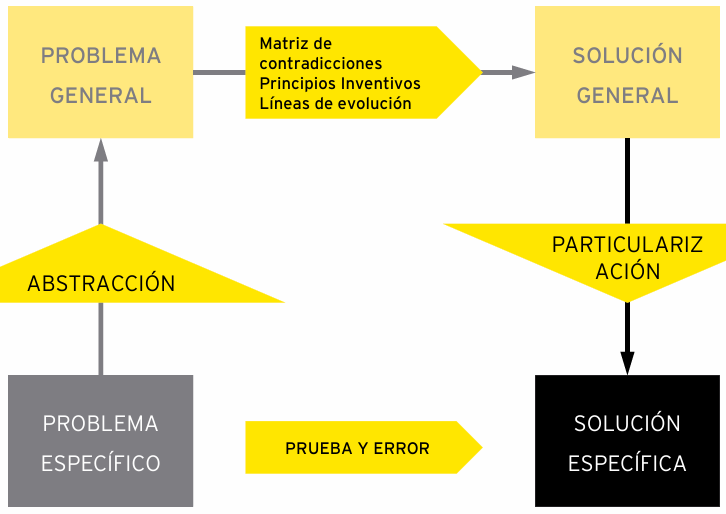 PROBLEMA
GENERAL
Matriz de
contradicciones
Principios Inventivos
Líneas de evolución
SOLUCIÓN
GENERAL
ABSTRACCIÓN
PARTICULARIZ
ACIÓN
PROBLEMA
ESPECÍFICO
PRUEBA Y ERROR
SOLUCIÓN
ESPECÍFICA